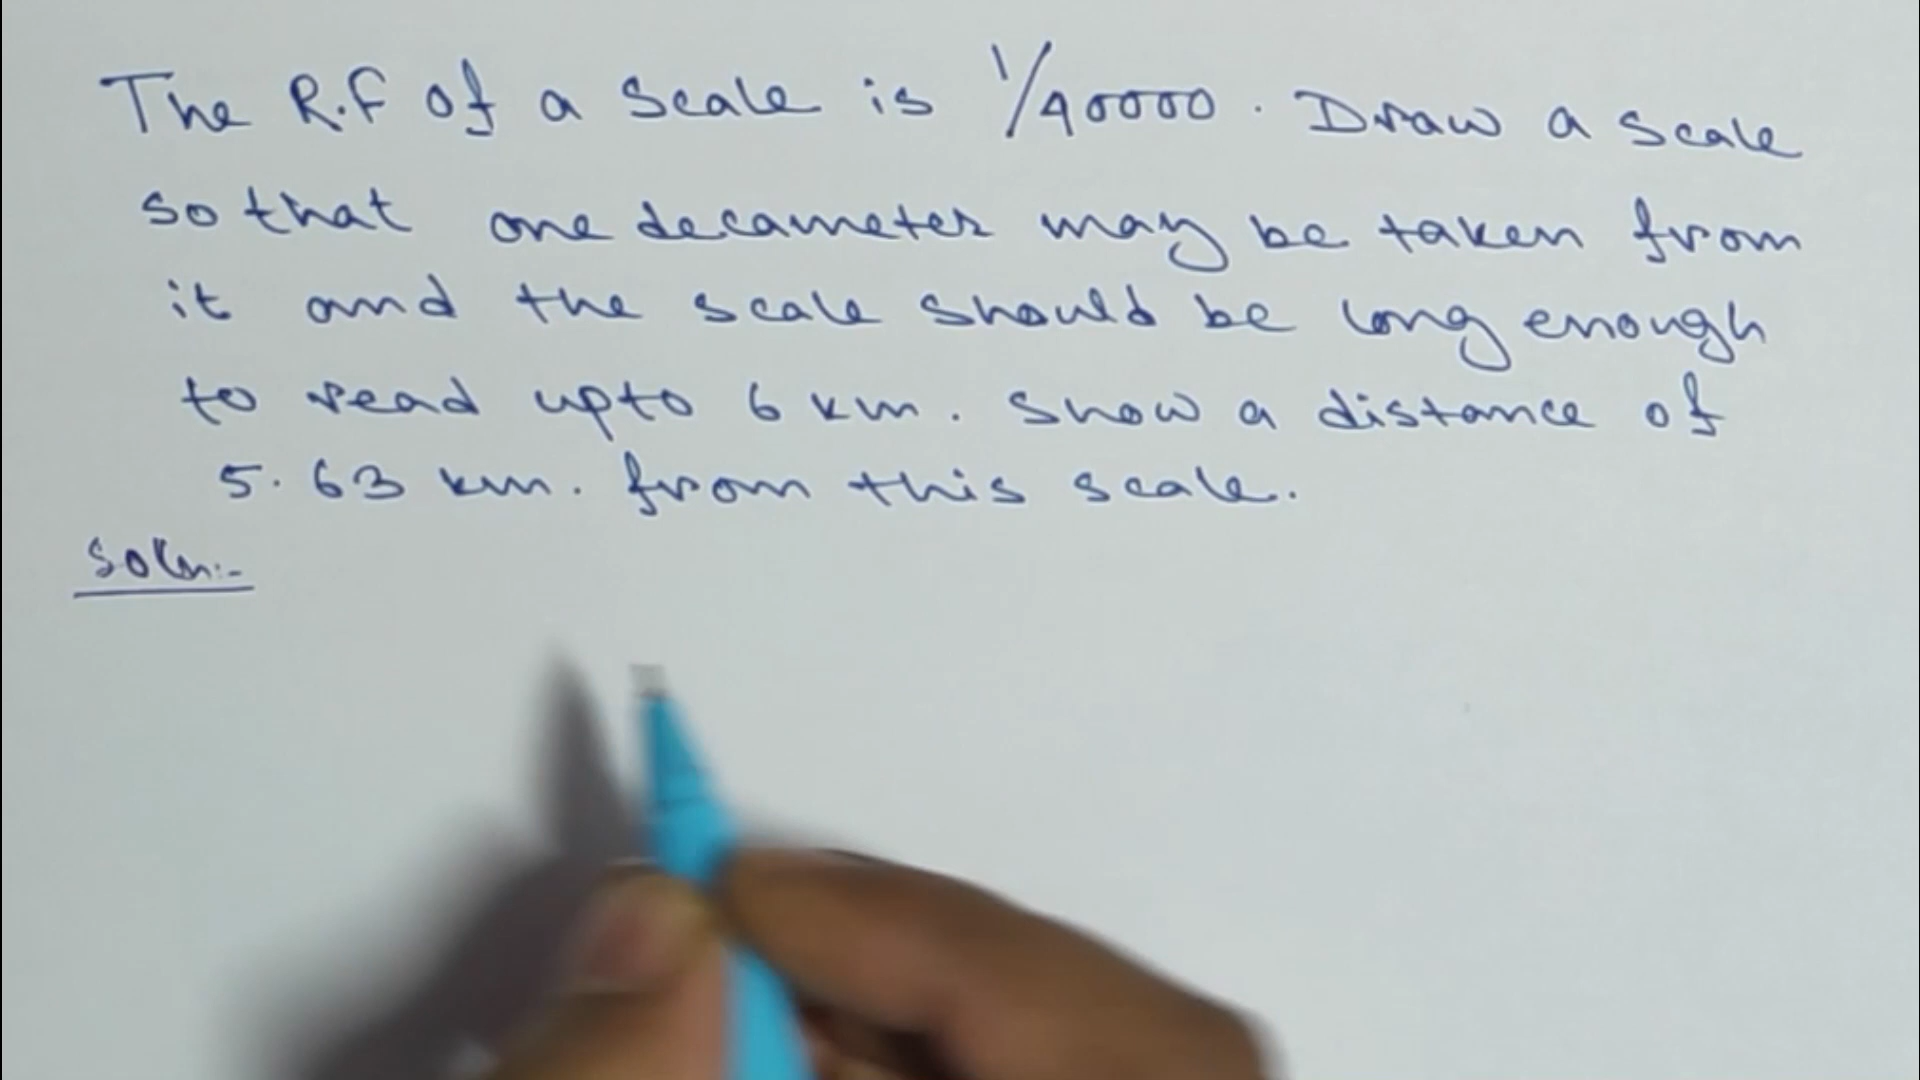 The R.F of a scale is 1/40000. Draw a scale
so that one decameter may be taken from
it and the scale should be long enough
to read upto 6 km. Show a distance of
5.63 km. from this scale.
Soln:-